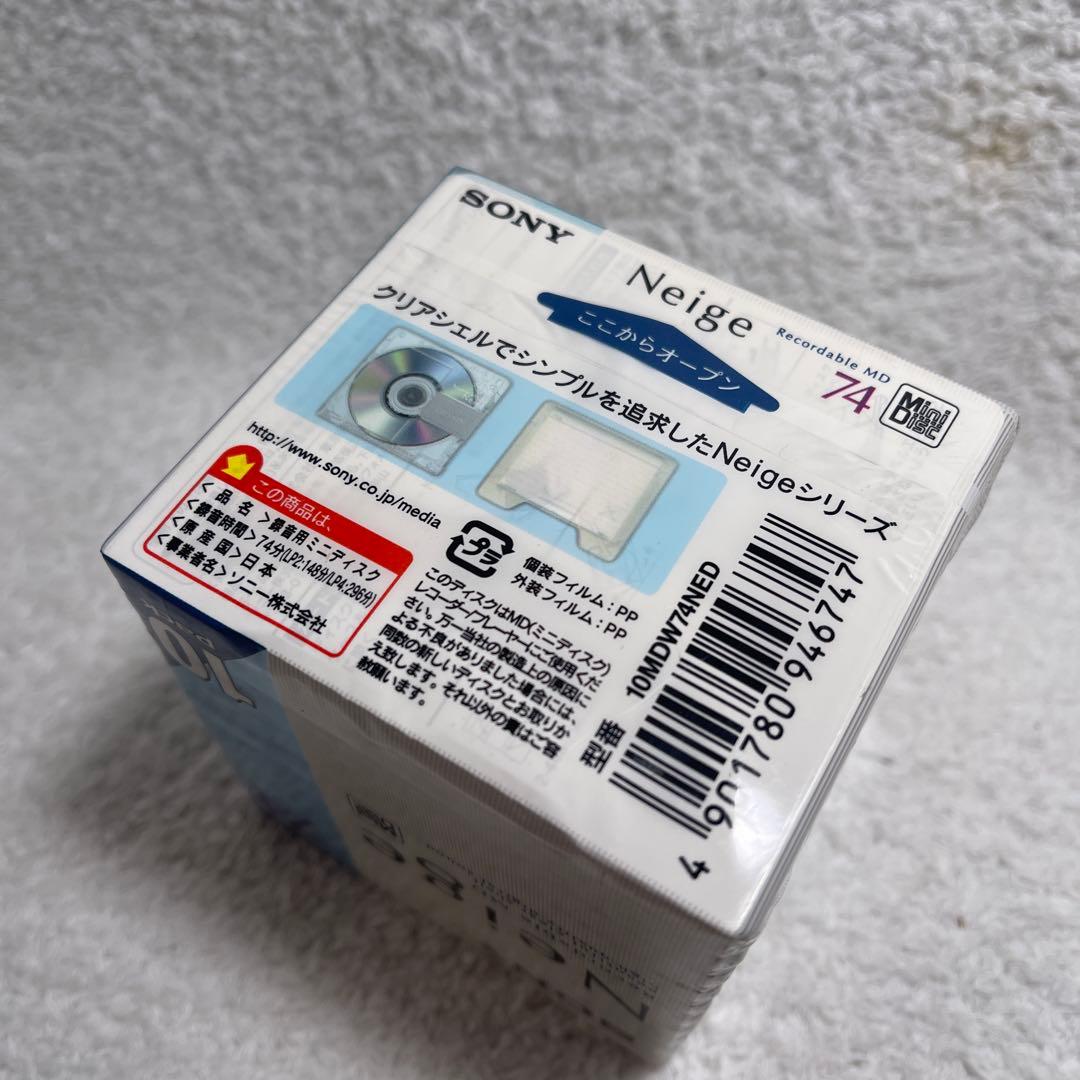 SONY
Neige
Recordable MD
74
Mini
Disc
ここからオープン
クリアシェルでシンプルを追求したNeigeシリーズ
http://www.sony.co.jp/media
この商品は、
<品 名>録音用ミニディスク
<録音時間>74分(LP2:148分/LP4:296分)
<原 産 国>日本
<事業者名>ソニー株式会社
プラ
個装フィルム:PP
外装フィルム:PP
このディスクはMD(ミニディスク)
レコーダー/プレーヤーにご使用くだ
さい。万一当社の製造上の原因に
よる不良がありました場合には、
同数の新しいディスクとお取りか
え致します。それ以外の責はご容
赦願います。
型番 10MDW74NED
4 901780 946747
10
Neige